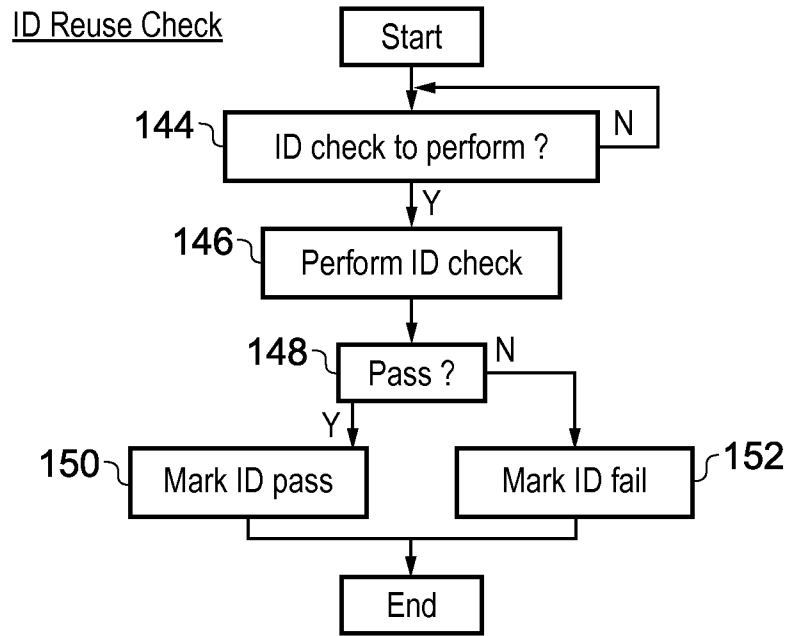 ID Reuse Check
Start
144
ID check to perform ?
N
Y
146
Perform ID check
148
Pass ?
N
Y
150
Mark ID pass
Mark ID fail
152
End